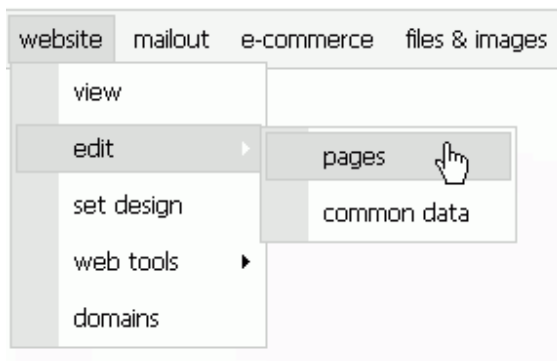 website mailout e-commerce files & images
view
edit
pages
set design
common data
web tools
domains